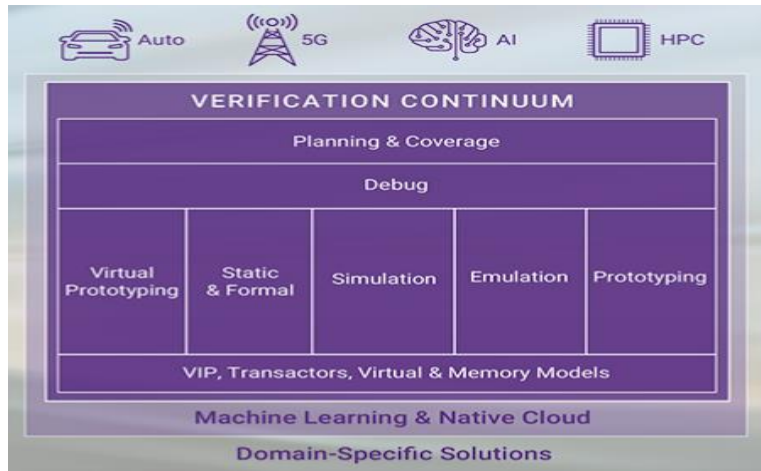 Auto
5G
AI
HPC
VERIFICATION CONTINUUM
Planning & Coverage
Debug
Virtual
Prototyping
Static
& Formal
Simulation
Emulation
Prototyping
VIP, Transactors, Virtual & Memory Models
Machine Learning & Native Cloud
Domain-Specific Solutions